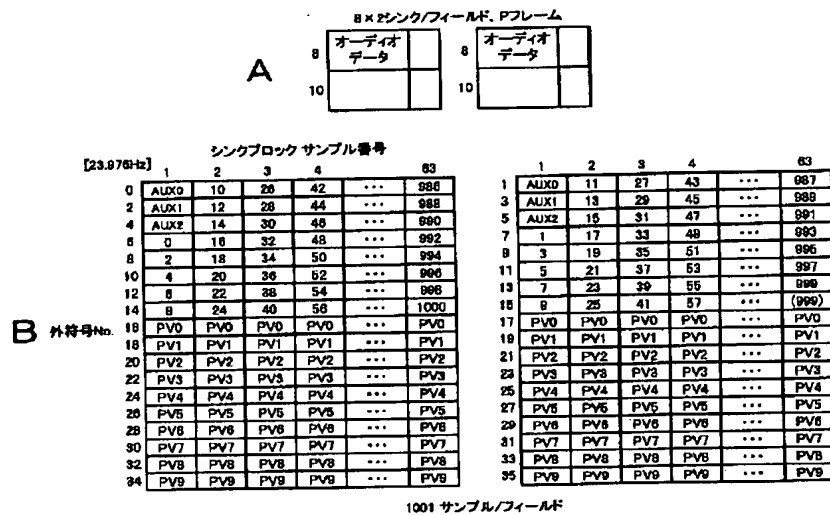 8×2シンク/フィールド、Pフレーム
A
8 オーディオデータ 8 オーディオデータ
10 10
シンクブロック サンプル番号
[23.976Hz]
1 2 3 4 63
0 AUX0 10 26 42 ··· 986
2 AUX1 12 28 44 ··· 988
4 AUX2 14 30 46 ··· 990
6 0 16 32 48 ··· 992
8 2 18 34 50 ··· 994
10 4 20 36 52 ··· 996
12 6 22 38 54 ··· 998
14 8 24 40 56 ··· 1000
B 外符号No.
16 PV0 PV0 PV0 PV0 ··· PV0
18 PV1 PV1 PV1 PV1 ··· PV1
20 PV2 PV2 PV2 PV2 ··· PV2
22 PV3 PV3 PV3 PV3 ··· PV3
24 PV4 PV4 PV4 PV4 ··· PV4
26 PV5 PV5 PV5 PV5 ··· PV5
28 PV6 PV6 PV6 PV6 ··· PV6
30 PV7 PV7 PV7 PV7 ··· PV7
32 PV8 PV8 PV8 PV8 ··· PV8
34 PV9 PV9 PV9 PV9 ··· PV9
1 2 3 4 63
1 AUX0 11 27 43 ··· 987
3 AUX1 13 29 45 ··· 989
5 AUX2 15 31 47 ··· 991
7 1 17 33 49 ··· 993
9 3 19 35 51 ··· 995
11 5 21 37 53 ··· 997
13 7 23 39 55 ··· 999
15 9 25 41 57 ··· (999)
17 PV0 PV0 PV0 PV0 ··· PV0
19 PV1 PV1 PV1 PV1 ··· PV1
21 PV2 PV2 PV2 PV2 ··· PV2
23 PV3 PV3 PV3 PV3 ··· PV3
25 PV4 PV4 PV4 PV4 ··· PV4
27 PV5 PV5 PV5 PV5 ··· PV5
29 PV6 PV6 PV6 PV6 ··· PV6
31 PV7 PV7 PV7 PV7 ··· PV7
33 PV8 PV8 PV8 PV8 ··· PV8
35 PV9 PV9 PV9 PV9 ··· PV9
1001 サンプル/フィールド